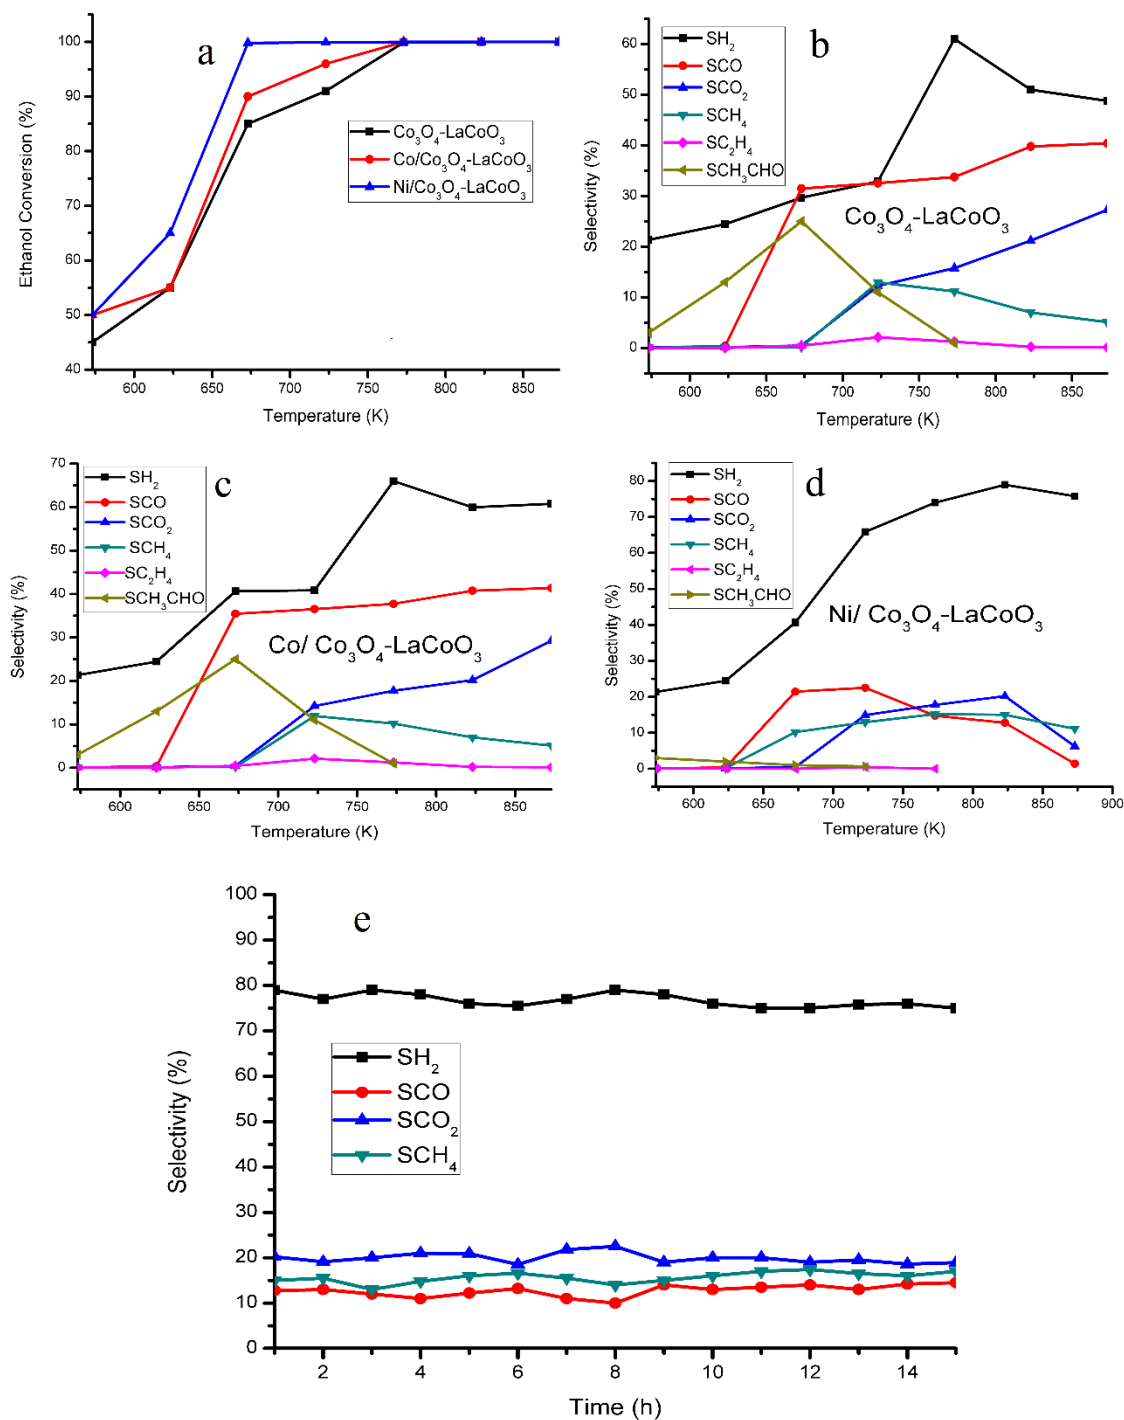 a
100
90
80
70
60
50
40
Ethanol Conversion (%)
Co₃O₄-LaCoO₃
Co/Co₃O₄-LaCoO₃
Ni/Co₃O₄-LaCoO₃
600 650 700 750 800 850
Temperature (K)
b
60
50
40
30
20
10
0
Selectivity (%)
SH₂
SCO
SCO₂
SCH₄
SC₂H₄
SCH₃CHO
Co₃O₄-LaCoO₃
600 650 700 750 800 850
Temperature (K)
c
70
60
50
40
30
20
10
0
Selectivity (%)
SH₂
SCO
SCO₂
SCH₄
SC₂H₄
SCH₃CHO
Co/ Co₃O₄-LaCoO₃
600 650 700 750 800 850
Temperature (K)
d
80
70
60
50
40
30
20
10
0
Selectivity (%)
SH₂
SCO
SCO₂
SCH₄
SC₂H₄
SCH₃CHO
Ni/ Co₃O₄-LaCoO₃
600 650 700 750 800 850 900
Temperature (K)
e
100
90
80
70
60
50
40
30
20
10
0
Selectivity (%)
SH₂
SCO
SCO₂
SCH₄
2 4 6 8 10 12 14
Time (h)